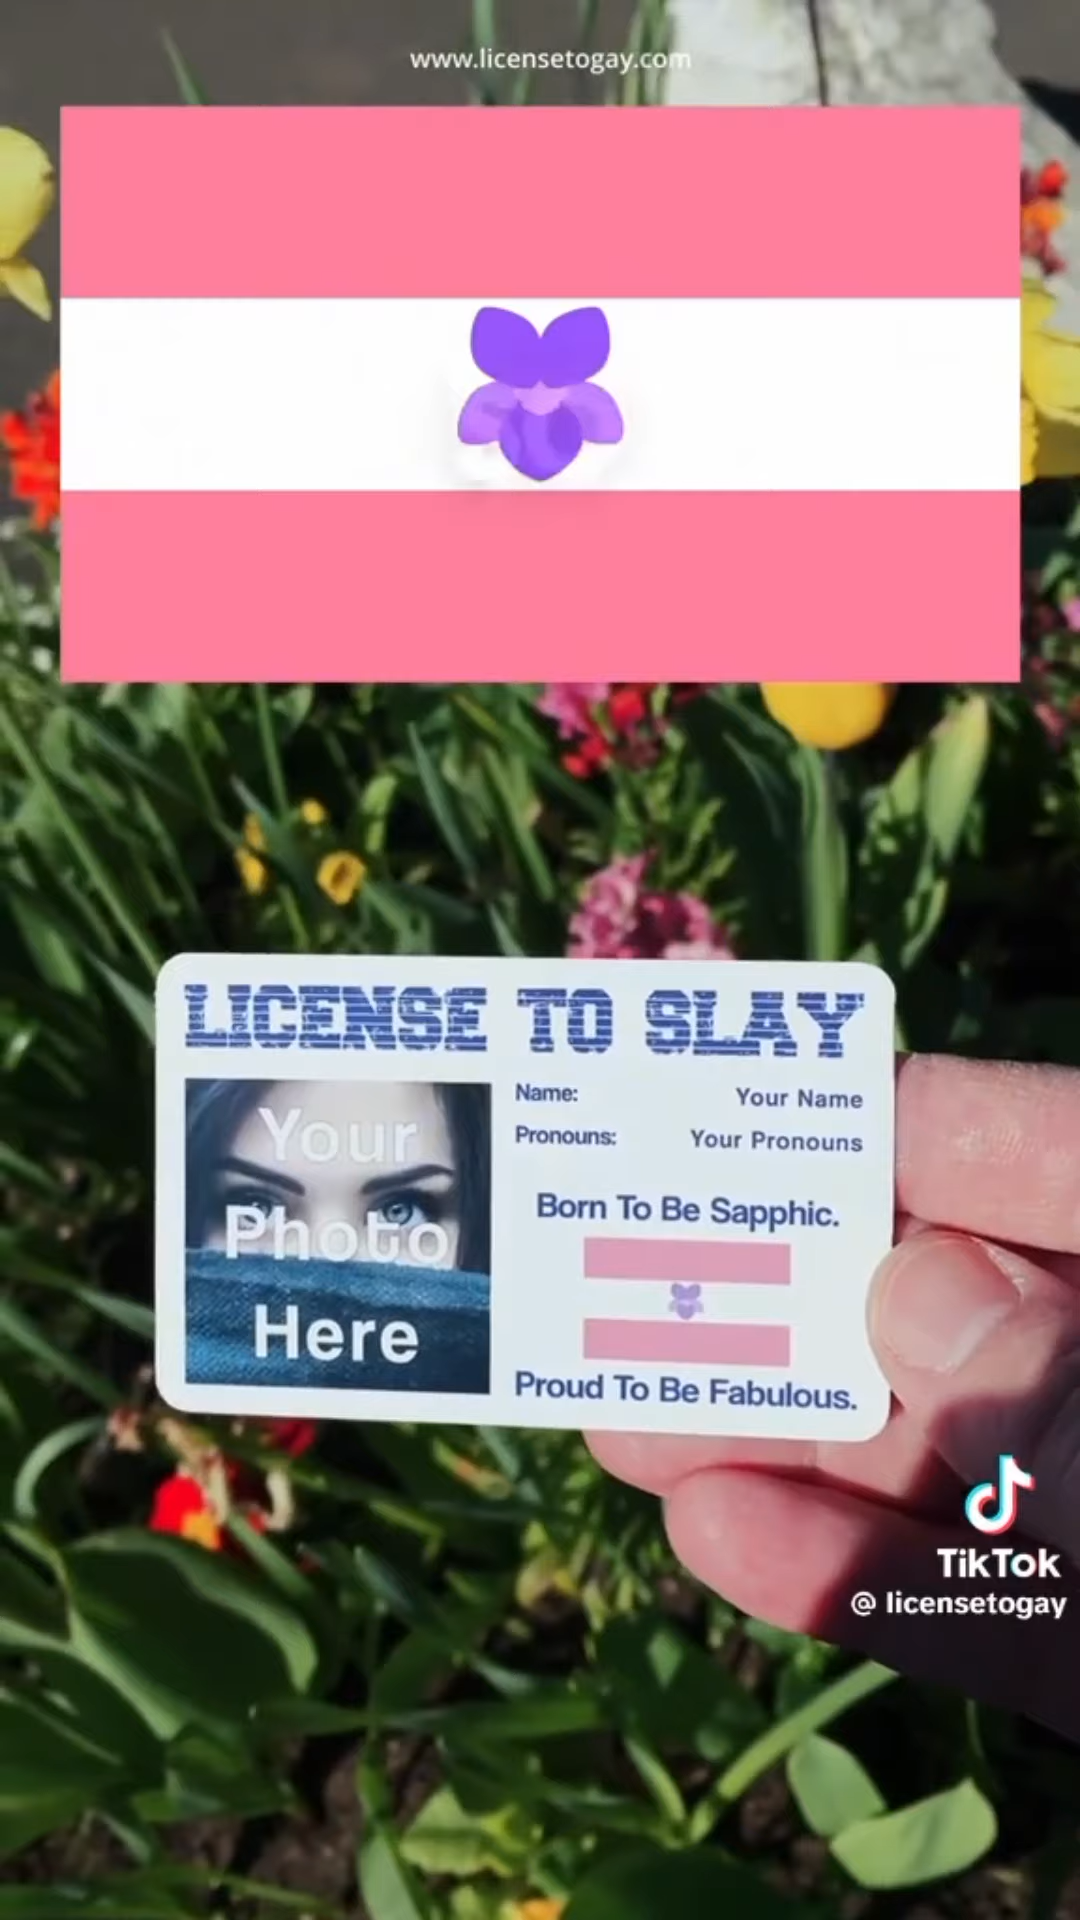 www.licensetogay.com
LICENSE TO SLAY
Your
Photo
Here
Name: Your Name
Pronouns: Your Pronouns
Born To Be Sapphic.
Proud To Be Fabulous.
TikTok
@ licensetogay